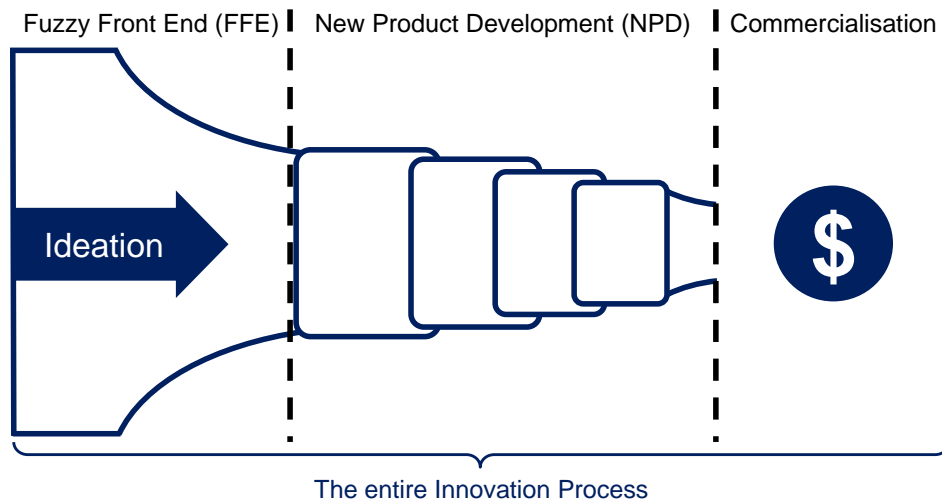 Fuzzy Front End (FFE)
New Product Development (NPD)
Commercialisation
Ideation
$
The entire Innovation Process